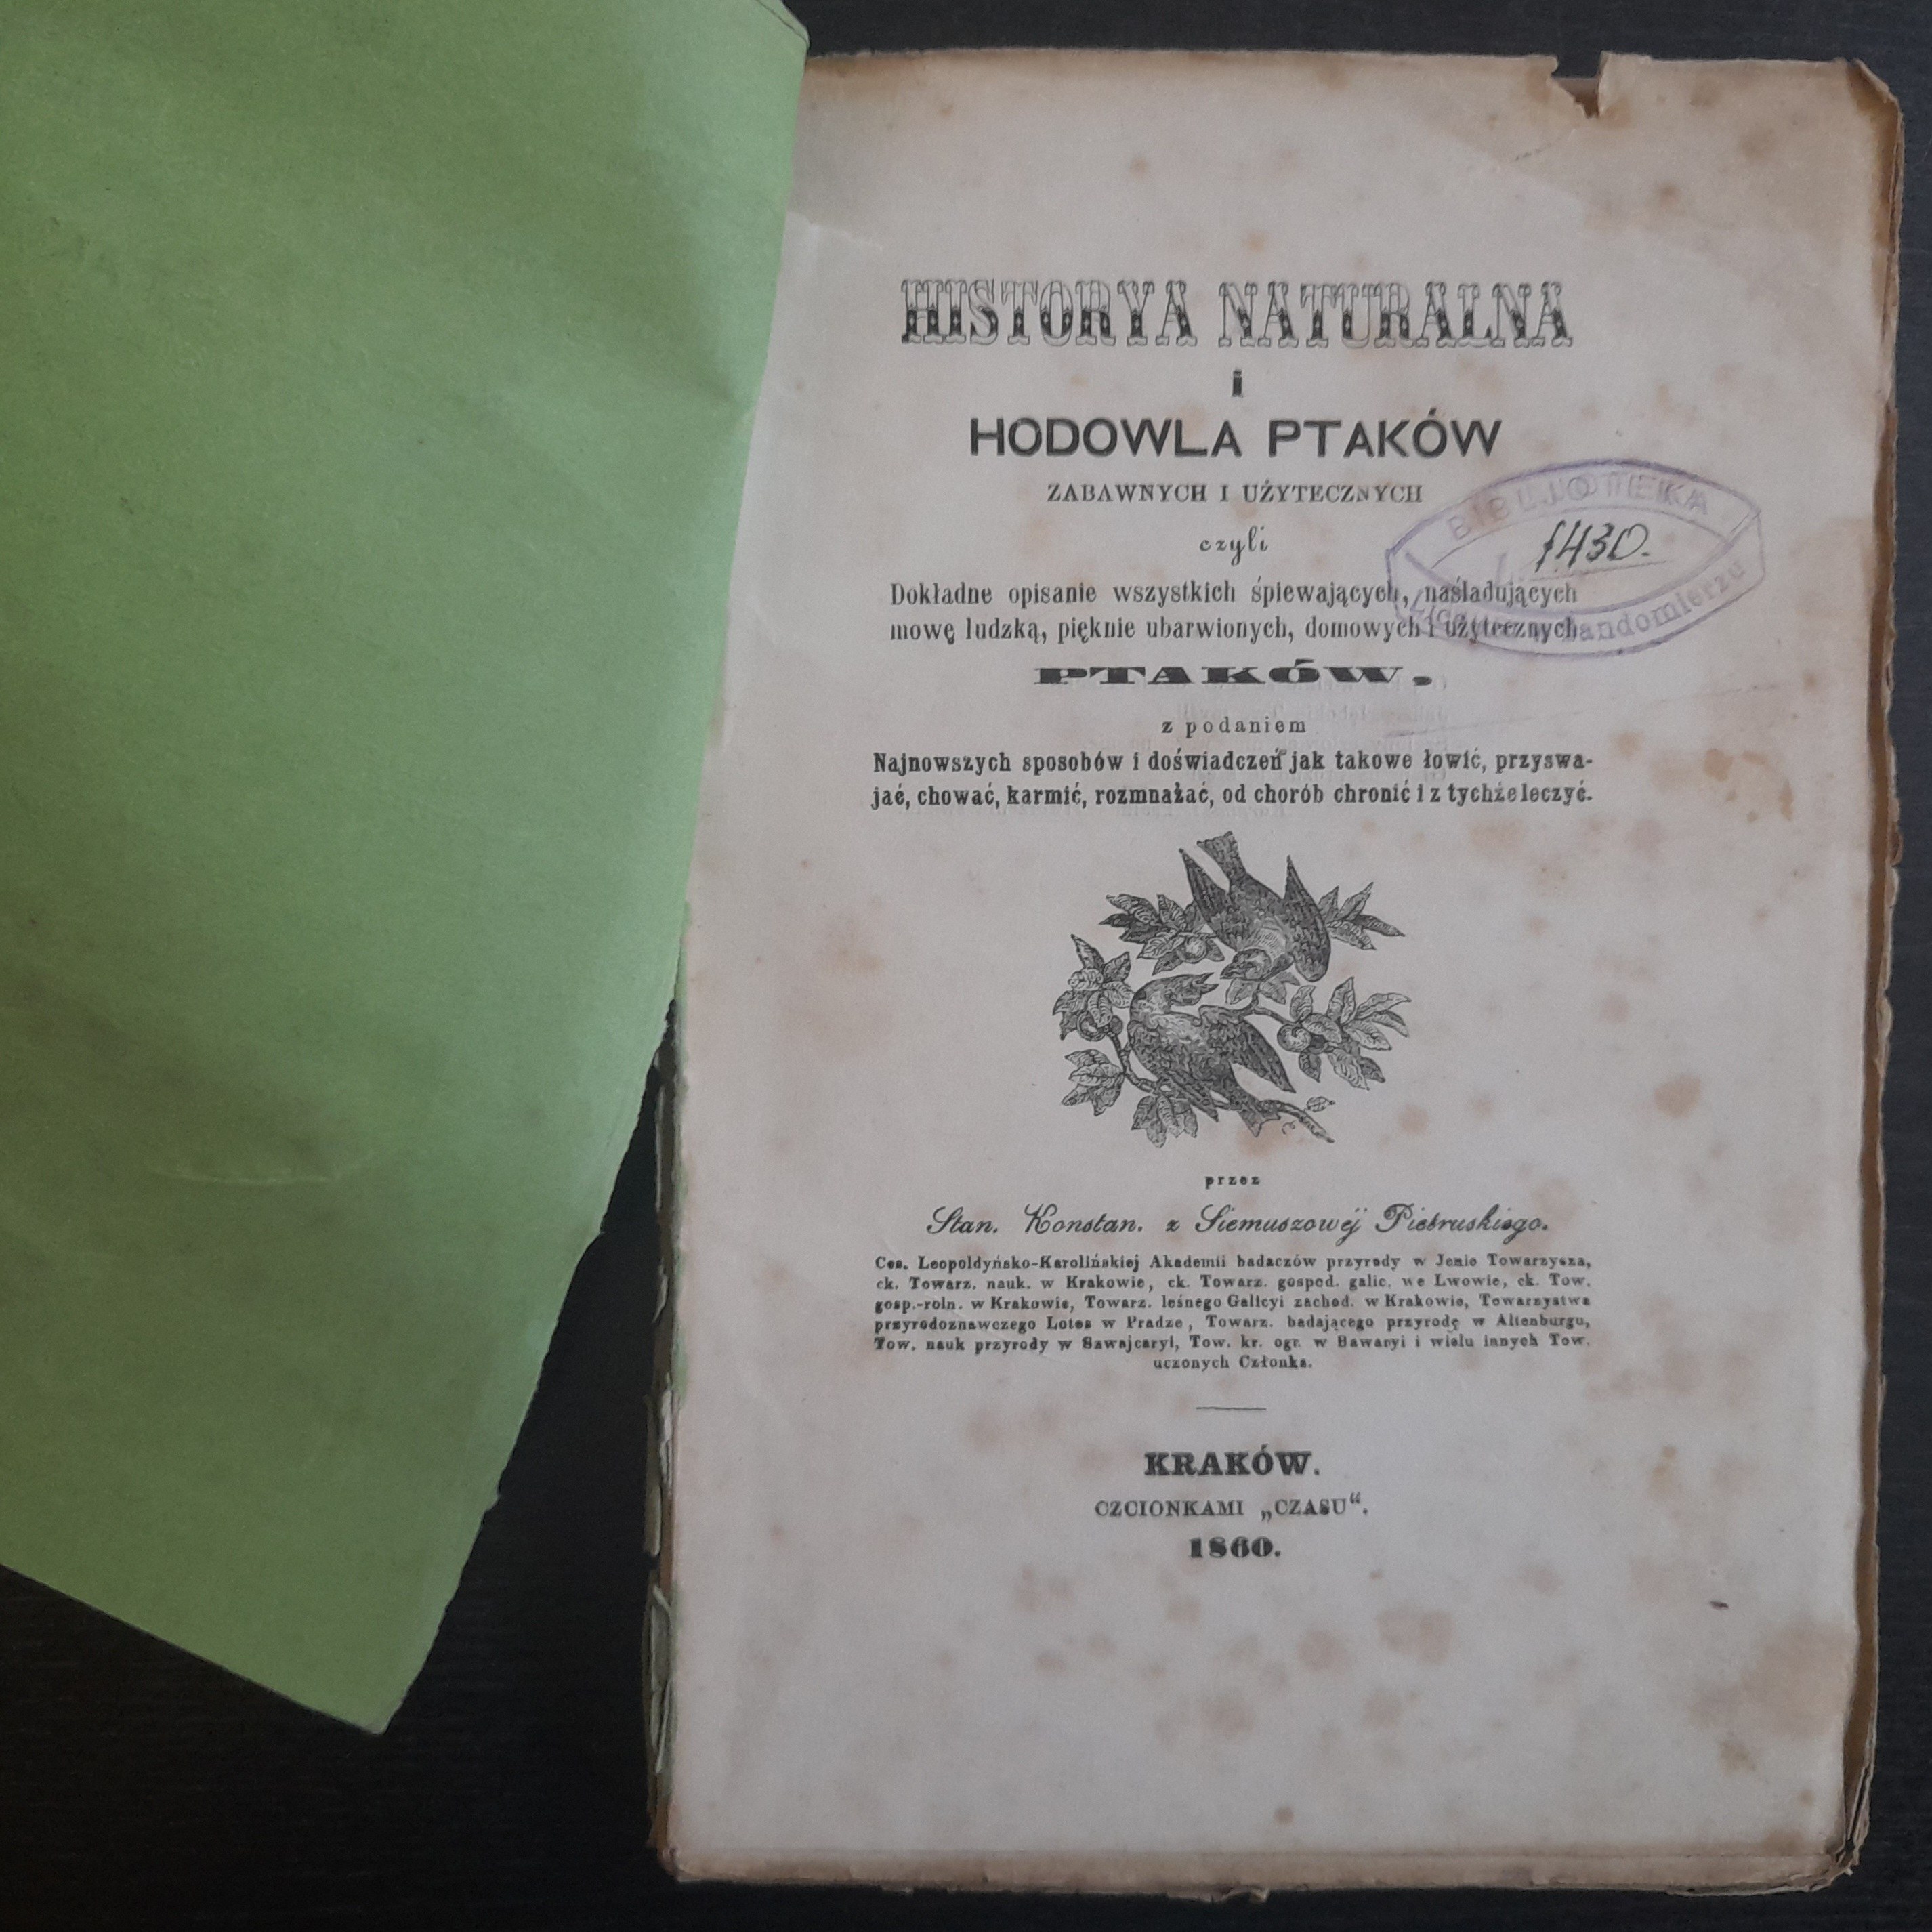 HISTORYA NATURALNA
i
HODOWLA PTAKÓW
ZABAWNYCH I UŻYTECZNYCH
czyli
Dokładne opisanie wszystkich śpiewających, naśladujących
mowę ludzką, pięknie ubarwionych, domowych i użytecznych
PTAKÓW,
z podaniem
Najnowszych sposobów i doświadczeń jak takowe łowić, przyswa-
jać, chować, karmić, rozmnażać, od chorób chronić i z tychże leczyć.
BIBLJOTEKA
1430.
Sandomierzu
przez
Stan. Konstan. z Siemuszowéj Pietruskiego.
Ces. Leopoldyńsko-Karolińskiej Akademii badaczów przyrody w Jenie Towarzysza,
ck. Towarz. nauk. w Krakowie, ck. Towarz. gospod. galic. we Lwowie, ck. Tow.
gosp.-roln. w Krakowie, Towarz. leśnego Galicyi zachod. w Krakowie, Towarzystwa
przyrodoznawczego Lotos w Pradze, Towarz. badającego przyrodę w Altenburgu,
Tow. nauk przyrody w Szwajcaryi, Tow. kr. ogr. w Bawaryi i wielu innych Tow.
uczonych Członka.
KRAKÓW.
CZCIONKAMI „CZASU“.
1860.